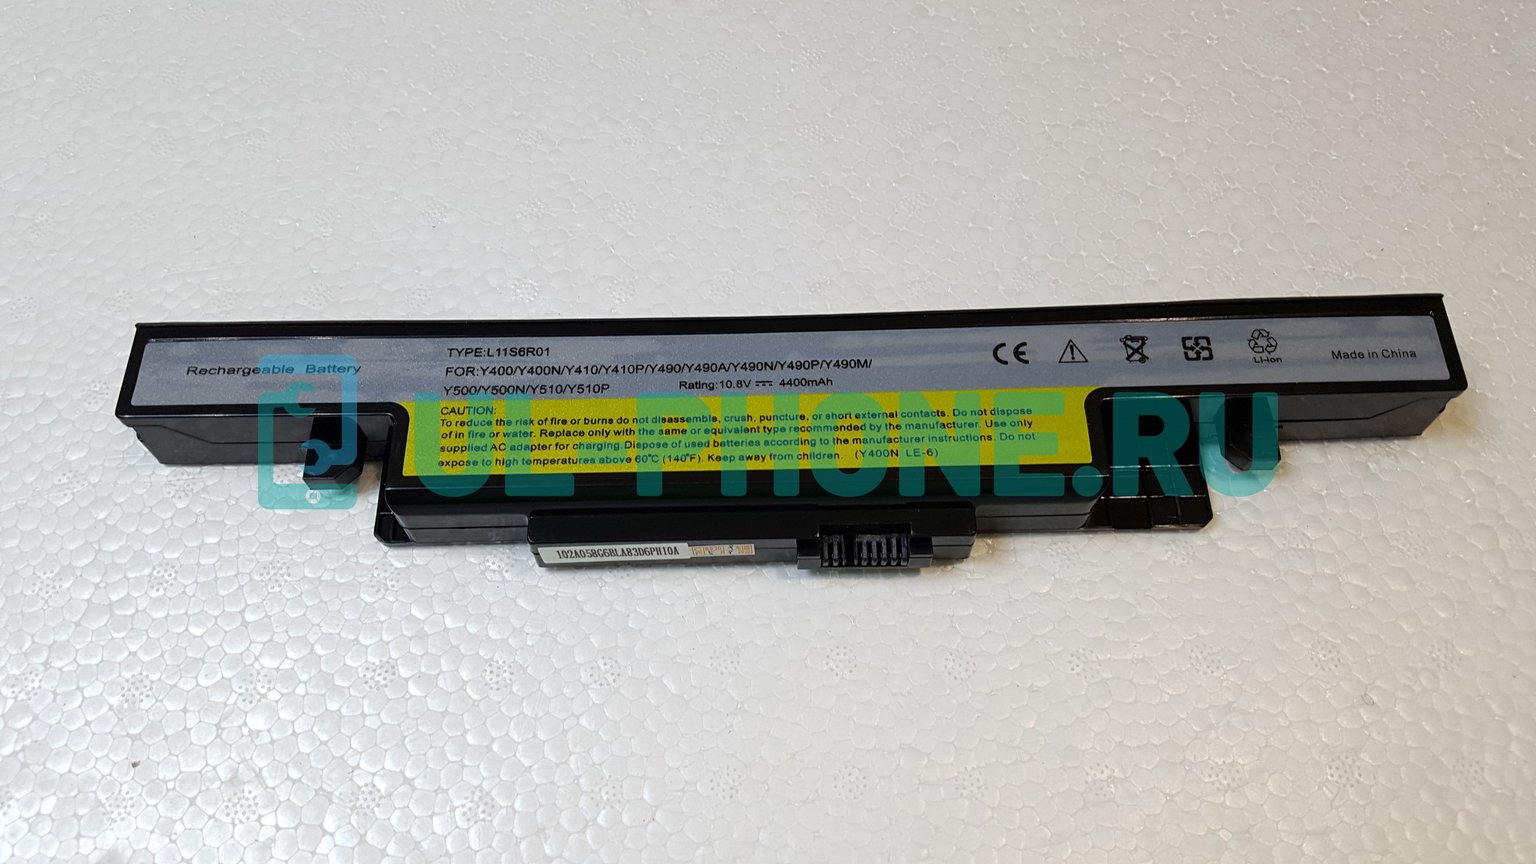 Rechargeable Battery
TYPE:L11S6R01
FOR:Y400/Y400N/Y410/Y410P/Y490/Y490A/Y490N/Y490P/Y490M/
Y500/Y500N/Y510/Y510P
Rating:10.8V 4400mAh
CE
Li-ion
Made in China
CAUTION:
To reduce the risk of fire or burns do not disassemble, crush, puncture, or short external contacts. Do not dispose
of in fire or water. Replace only with the same or equivalent type recommended by the manufacturer. Use only
supplied AC adapter for charging. Dispose of used batteries according to the manufacturer instructions. Do not
expose to high temperatures above 60°C (140°F). Keep away from children. (Y400N LE-6)
UL-PHONE.RU
102A058G6BLA83D6PH10A